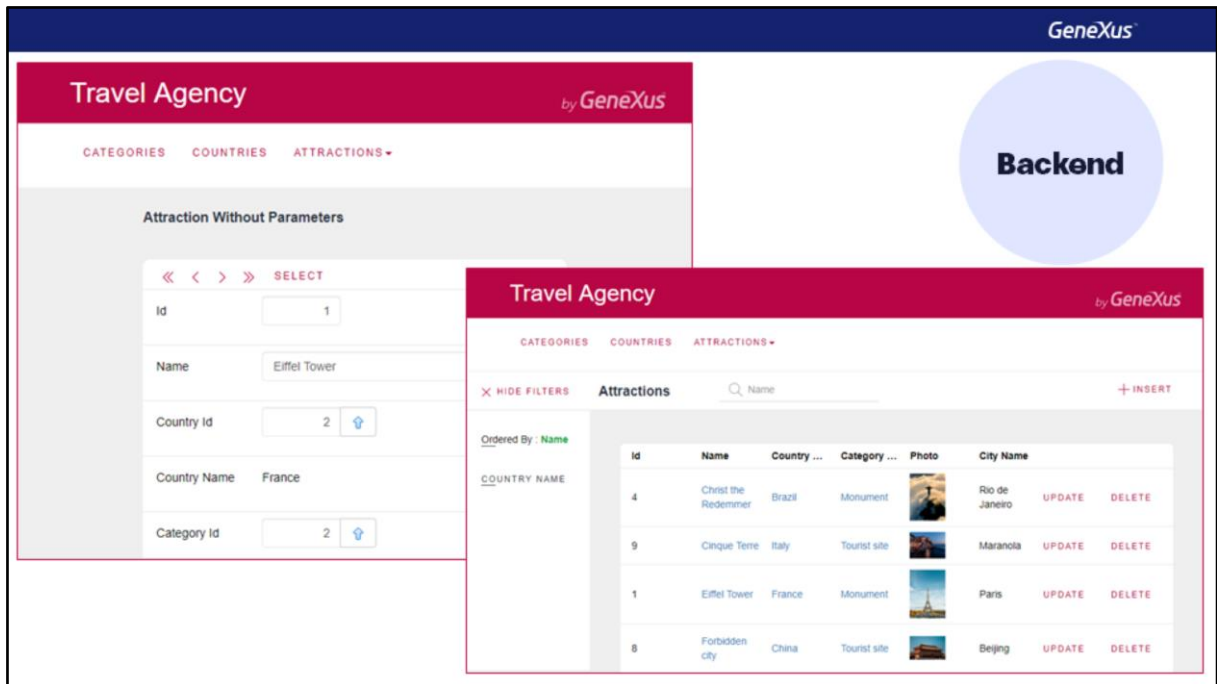 GeneXus™
Travel Agency
by GeneXus
CATEGORIES COUNTRIES ATTRACTIONS
Attraction Without Parameters
SELECT
Id 1
Name Eiffel Tower
Country Id 2
Country Name France
Category Id 2
Backend
Travel Agency
by GeneXus
CATEGORIES COUNTRIES ATTRACTIONS
HIDE FILTERS Attractions Name INSERT
Ordered By : Name
COUNTRY NAME
Id Name Country ... Category ... Photo City Name
4 Christ the Redemmer Brazil Monument Rio de Janeiro UPDATE DELETE
9 Cinque Terre Italy Tourist site Maranola UPDATE DELETE
1 Eiffel Tower France Monument Paris UPDATE DELETE
8 Forbidden city China Tourist site Beijing UPDATE DELETE